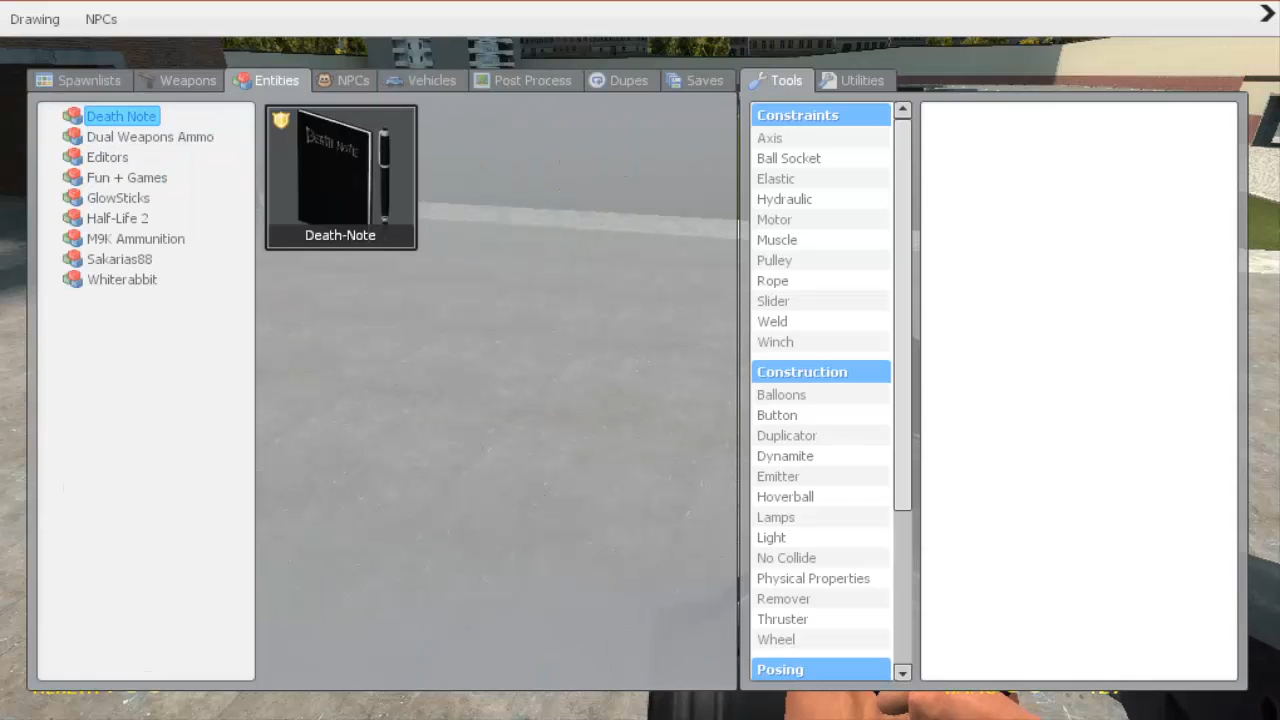 Drawing NPCs
Spawnlists Weapons Entities NPCs Vehicles Post Process Dupes Saves Tools Utilities
Death Note
Dual Weapons Ammo
Editors
Fun + Games
GlowSticks
Half-Life 2
M9K Ammunition
Sakarias88
Whiterabbit
DEATH NOTE
Death-Note
Constraints
Axis
Ball Socket
Elastic
Hydraulic
Motor
Muscle
Pulley
Rope
Slider
Weld
Winch
Construction
Balloons
Button
Duplicator
Dynamite
Emitter
Hoverball
Lamps
Light
No Collide
Physical Properties
Remover
Thruster
Wheel
Posing